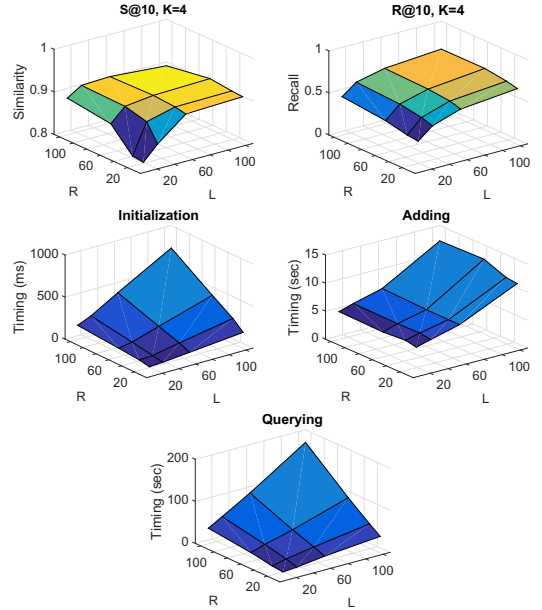 S@10, K=4
Similarity
1
0.9
0.8
100
60
20
R
20
60
100
L
R@10, K=4
Recall
1
0.5
0
100
60
20
R
20
60
100
L
Initialization
Timing (ms)
1000
500
0
100
60
20
R
20
60
100
L
Adding
Timing (sec)
15
10
5
0
100
60
20
R
20
60
100
L
Querying
Timing (sec)
200
100
0
100
60
20
R
20
60
100
L